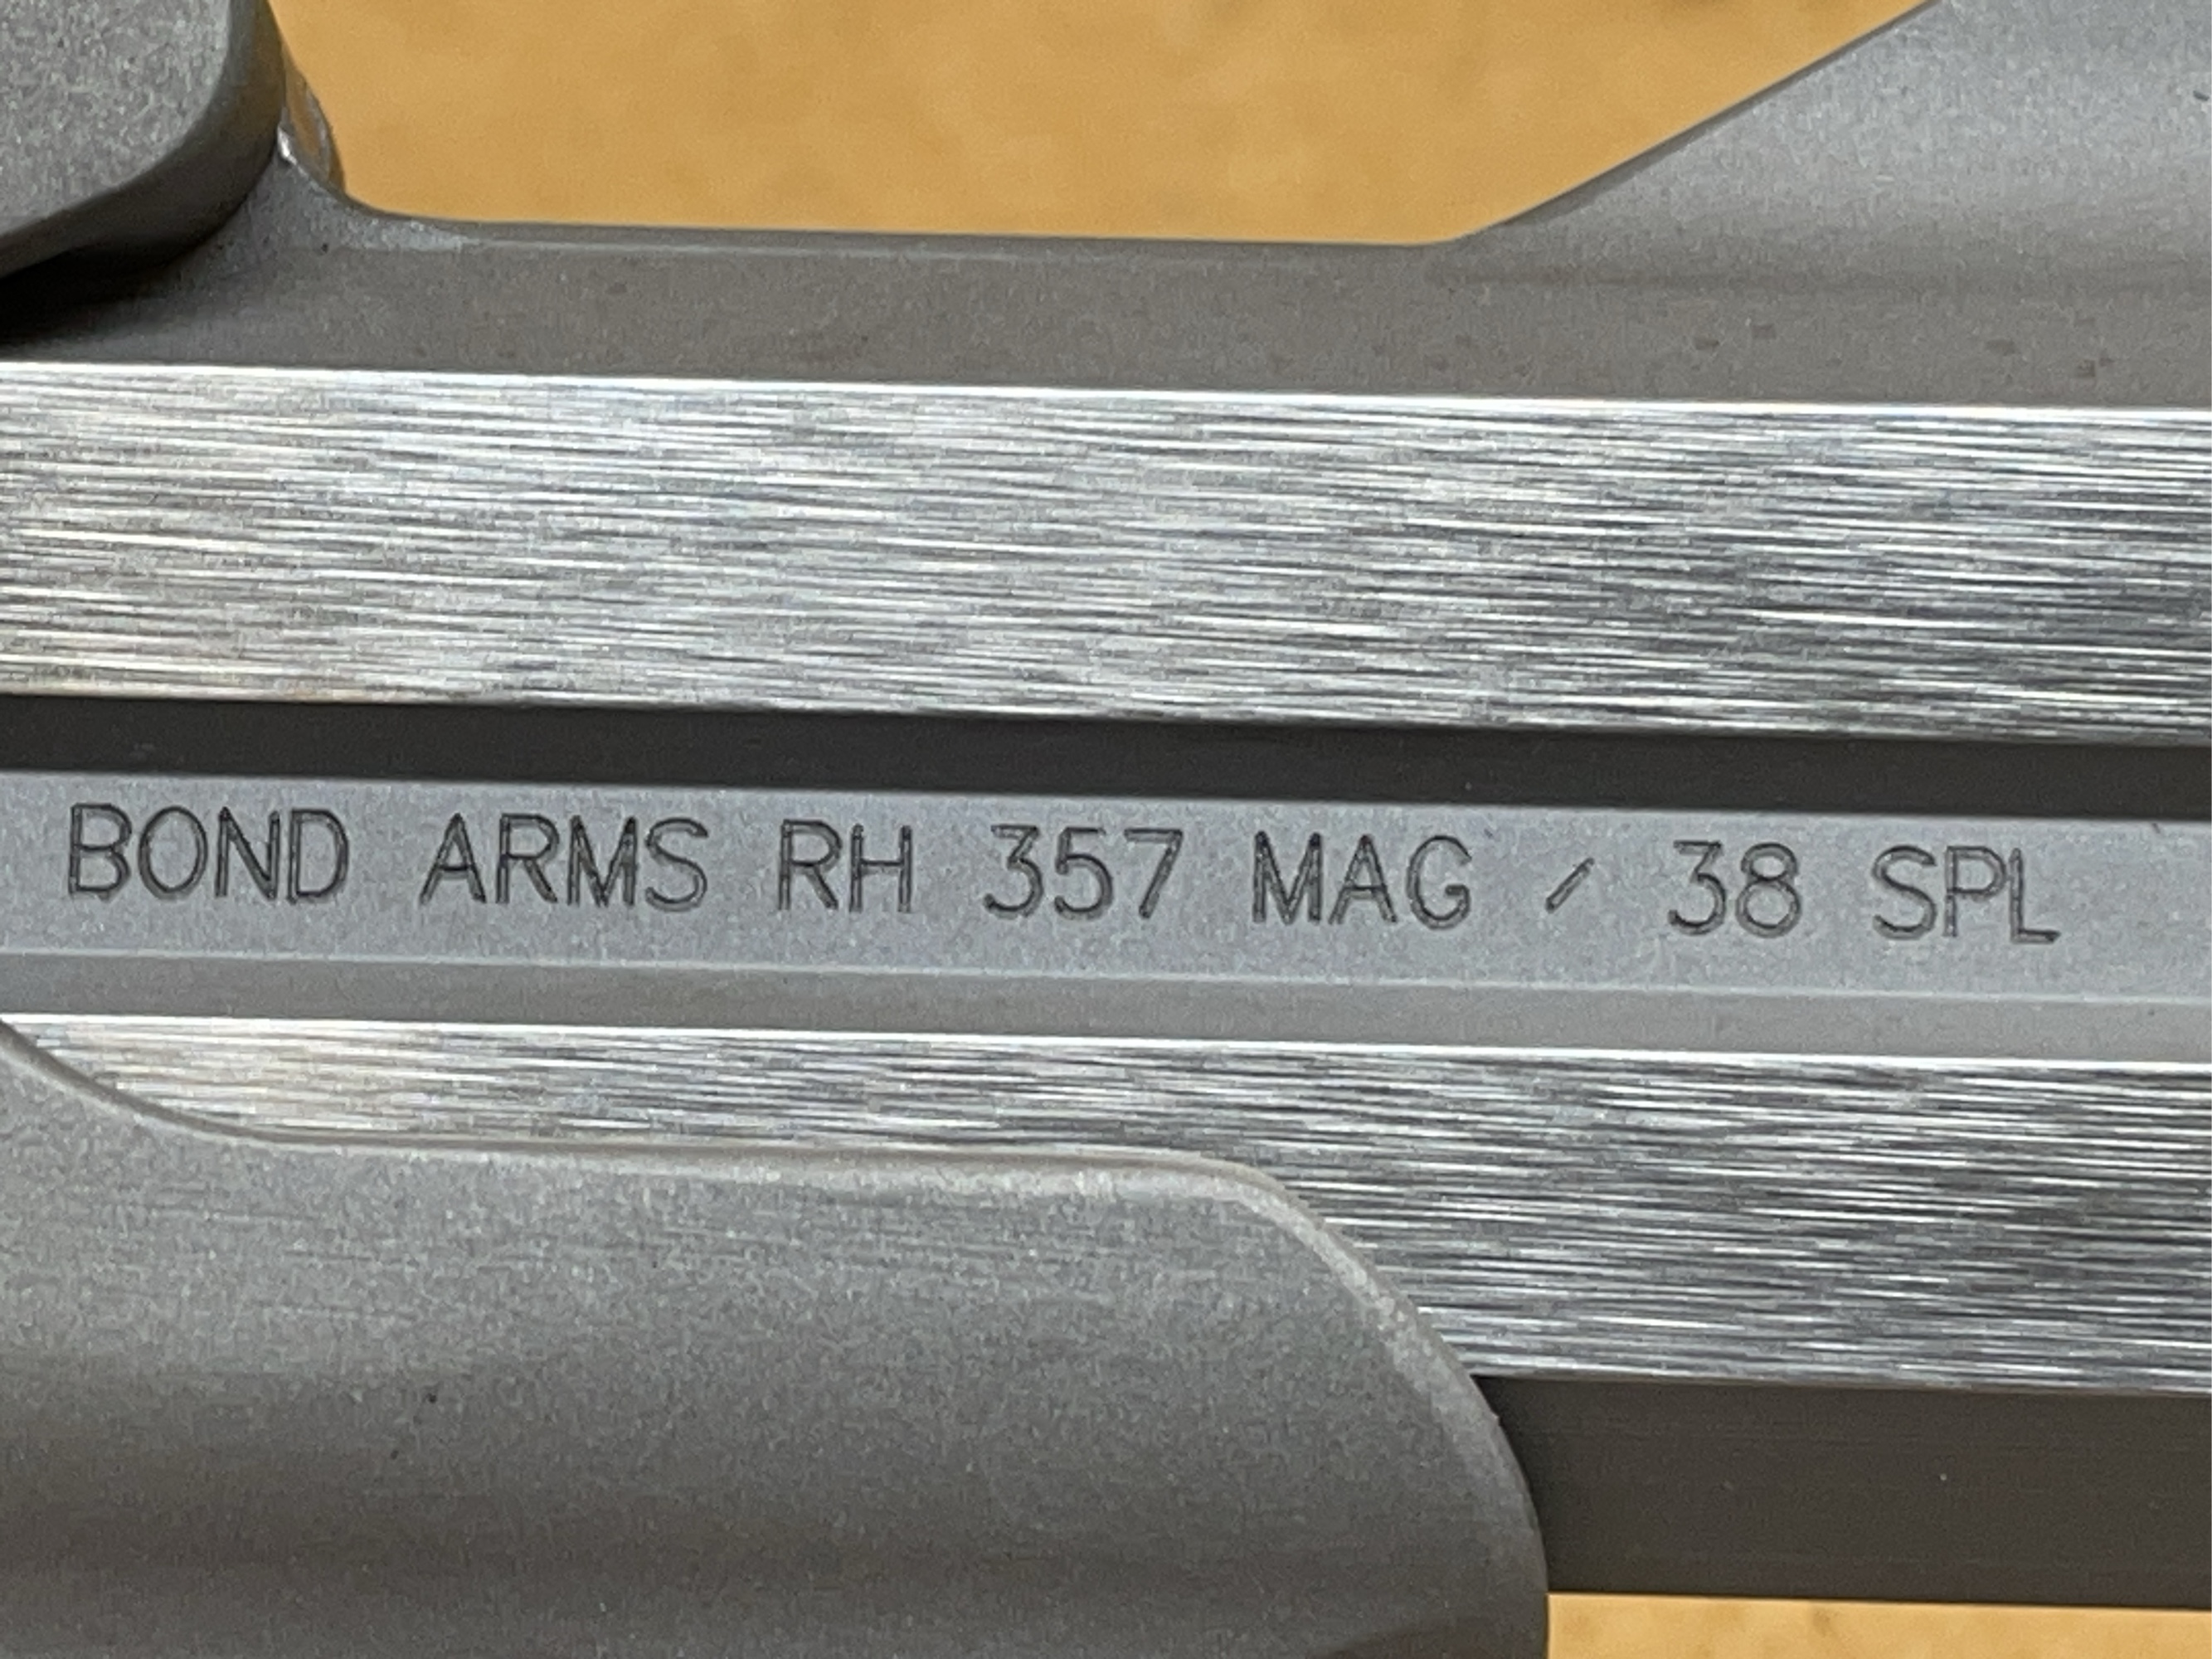 BOND ARMS RH 357 MAG / 38 SPL